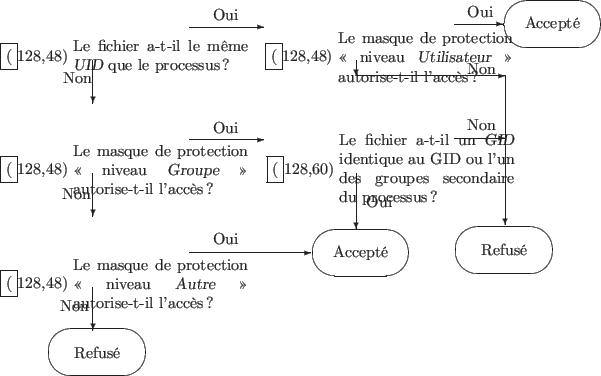 Oui
Oui
Accepté
( 128,48) Le fichier a-t-il le même
UID que le processus ?
Non
( 128,48) Le masque de protection
« niveau Utilisateur »
autorise-t-il l'accès ?
Non
Oui
Non
( 128,48) Le masque de protection
« niveau Groupe »
autorise-t-il l'accès ?
Non
( 128,60) Le fichier a-t-il un GID
identique au GID ou l'un
des groupes secondaire
du processus ?
Oui
Oui
Accepté
Refusé
( 128,48) Le masque de protection
« niveau Autre »
autorise-t-il l'accès ?
Non
Refusé